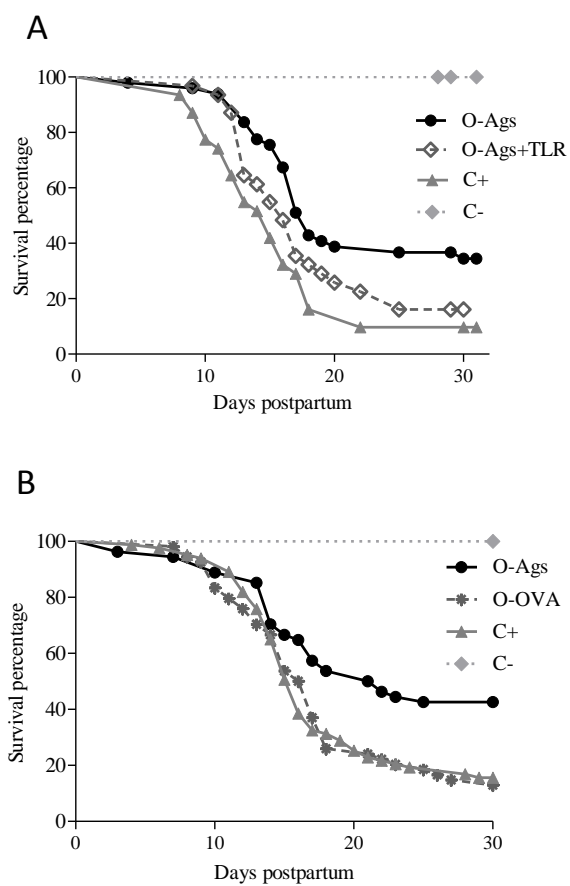 A
100
80
60
40
20
0
Survival percentage
O-Ags
O-Ags+TLR
C+
C-
0 10 20 30
Days postpartum
B
100
80
60
40
20
0
Survival percentage
O-Ags
O-OVA
C+
C-
0 10 20 30
Days postpartum